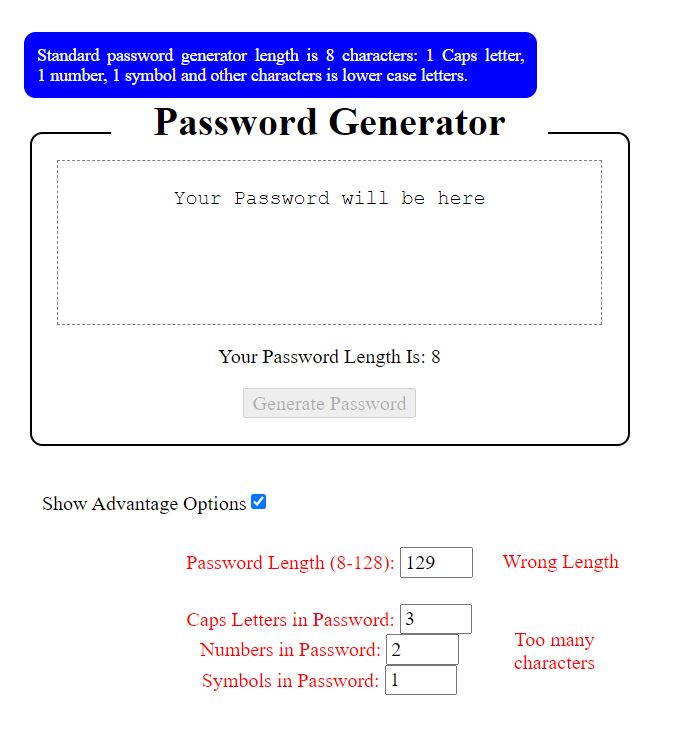 Standard password generator length is 8 characters: 1 Caps letter,
1 number, 1 symbol and other characters is lower case letters.
Password Generator
Your Password will be here
Your Password Length Is: 8
Generate Password
Show Advantage Options
Password Length (8-128): 129 Wrong Length
Caps Letters in Password: 3
Numbers in Password: 2
Symbols in Password: 1
Too many
characters